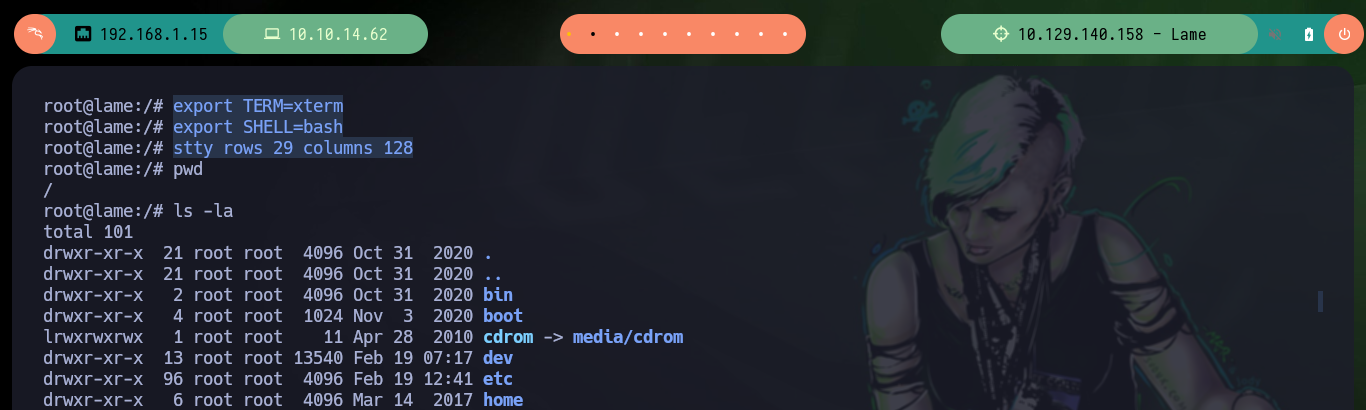 192.168.1.15 10.10.14.62 10.129.140.158 - Lame
root@lame:/# export TERM=xterm
root@lame:/# export SHELL=bash
root@lame:/# stty rows 29 columns 128
root@lame:/# pwd
/
root@lame:/# ls -la
total 101
drwxr-xr-x  21 root root  4096 Oct 31  2020 .
drwxr-xr-x  21 root root  4096 Oct 31  2020 ..
drwxr-xr-x   2 root root  4096 Oct 31  2020 bin
drwxr-xr-x   4 root root  1024 Nov  3  2020 boot
lrwxrwxrwx   1 root root    11 Apr 28  2010 cdrom -> media/cdrom
drwxr-xr-x  13 root root 13540 Feb 19 07:17 dev
drwxr-xr-x  96 root root  4096 Feb 19 12:41 etc
drwxr-xr-x   6 root root  4096 Mar 14  2017 home